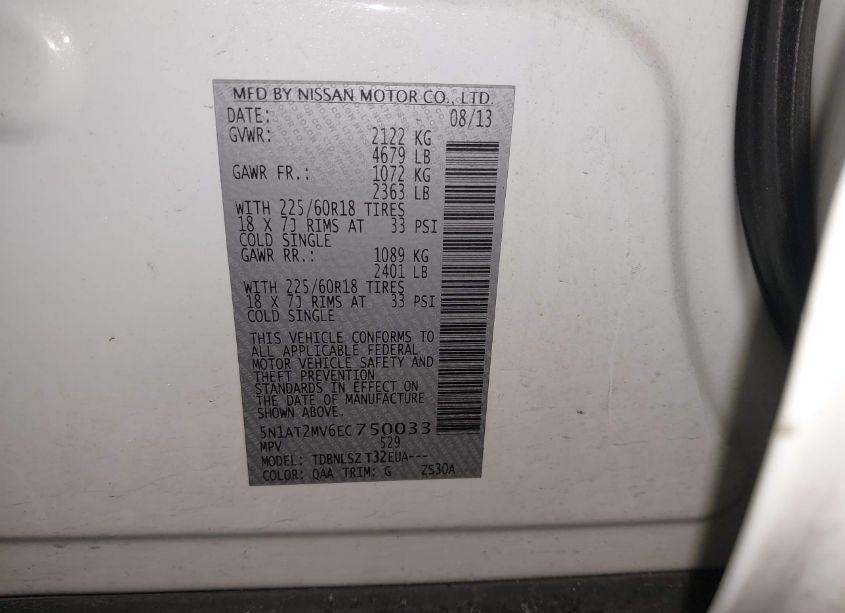 MFD BY NISSAN MOTOR CO., LTD.
DATE: 08/13
GVWR: 2122 KG
4679 LB
GAWR FR.: 1072 KG
2363 LB
WITH 225/60R18 TIRES
18 X 7J RIMS AT 33 PSI
COLD SINGLE
GAWR RR.: 1089 KG
2401 LB
WITH 225/60R18 TIRES
18 X 7J RIMS AT 33 PSI
COLD SINGLE
THIS VEHICLE CONFORMS TO
ALL APPLICABLE FEDERAL
MOTOR VEHICLE SAFETY AND
THEFT PREVENTION
STANDARDS IN EFFECT ON
THE DATE OF MANUFACTURE
SHOWN ABOVE.
5N1AT2MV6EC750033
MPV 529
MODEL: TDBNLSZ T32EUA---
COLOR: QAA TRIM: G ZS30A